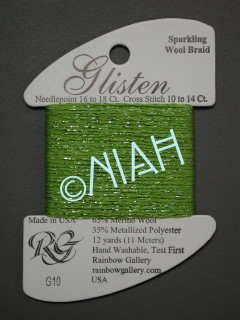 Sparkling
Wool Braid
Glisten
Needlepoint 16 to 18 Ct. Cross Stitch 10 to 14 Ct.
©NIAH
Made in USA 65% Merino Wool
35% Metallized Polyester
12 yards (11 Meters)
Hand Washable, Test First
Rainbow Gallery
rainbowgallery.com
USA
RG
G10